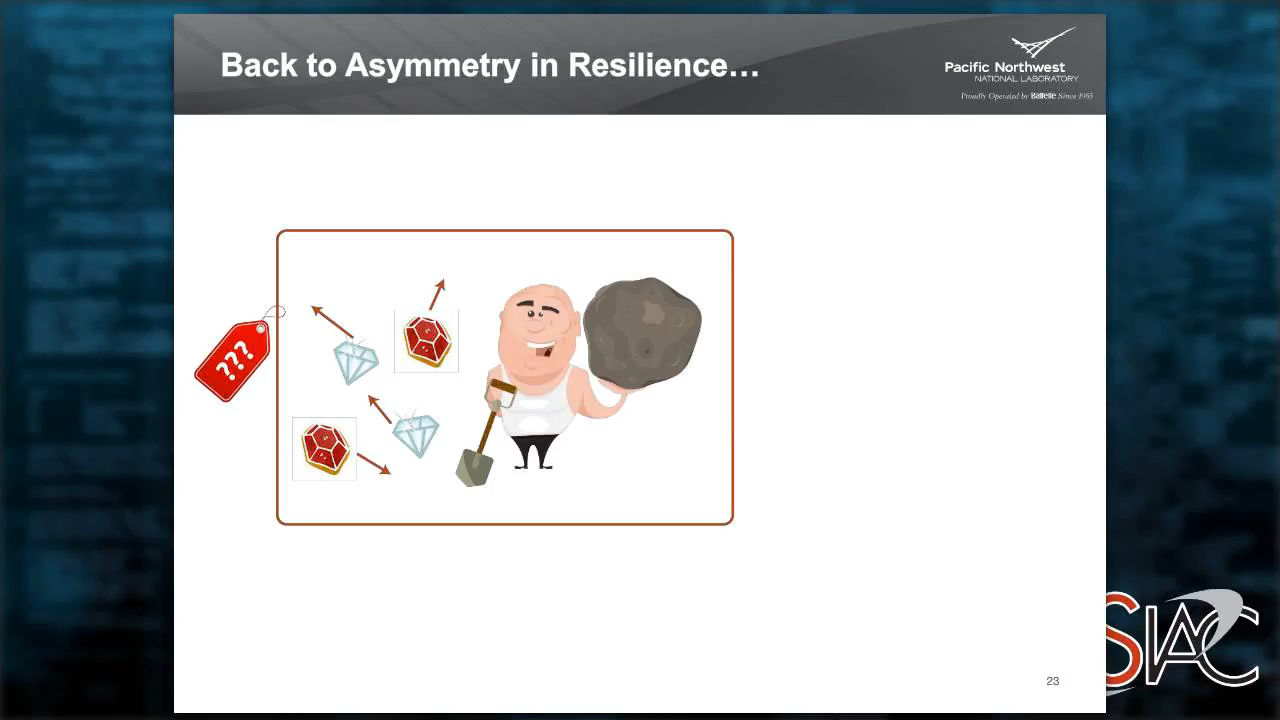 Back to Asymmetry in Resilience...
Pacific Northwest
NATIONAL LABORATORY
Proudly Operated by Battelle Since 1965
???
23
SIAC